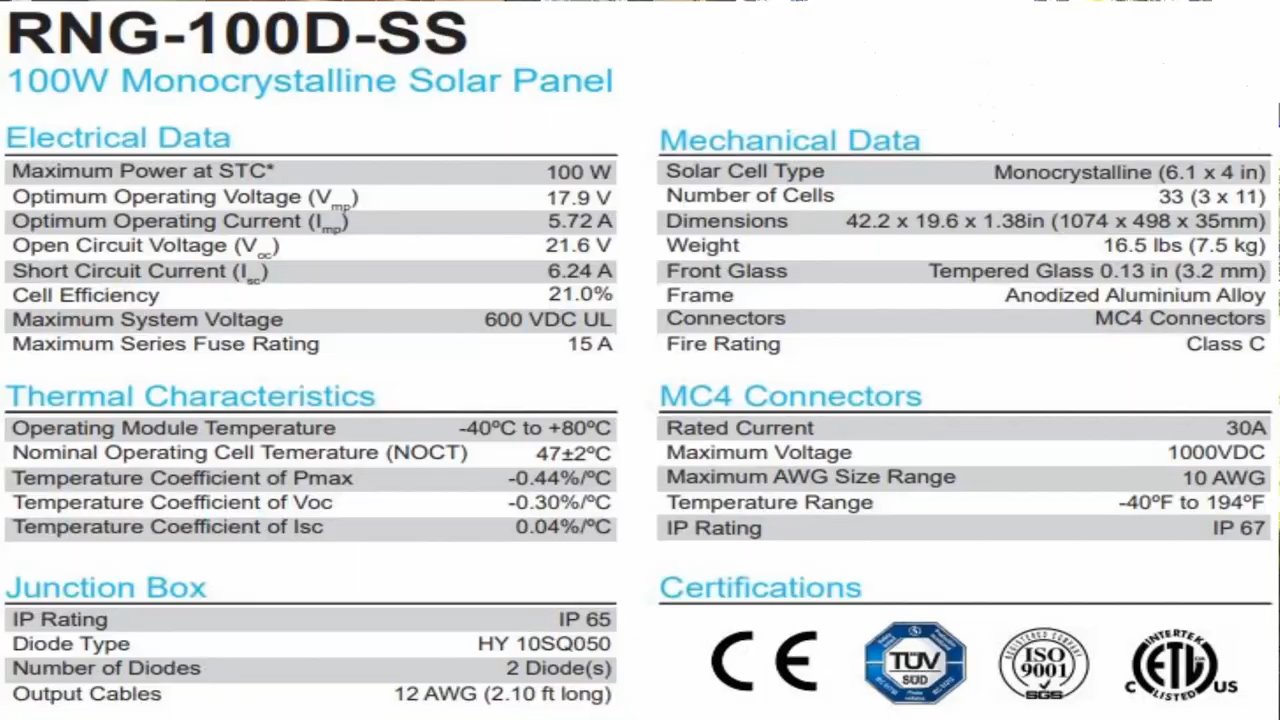 RNG-100D-SS
100W Monocrystalline Solar Panel
Electrical Data
Maximum Power at STC* 100 W
Optimum Operating Voltage (Vmp) 17.9 V
Optimum Operating Current (Imp) 5.72 A
Open Circuit Voltage (Voc) 21.6 V
Short Circuit Current (Isc) 6.24 A
Cell Efficiency 21.0%
Maximum System Voltage 600 VDC UL
Maximum Series Fuse Rating 15 A
Mechanical Data
Solar Cell Type Monocrystalline (6.1 x 4 in)
Number of Cells 33 (3 x 11)
Dimensions 42.2 x 19.6 x 1.38in (1074 x 498 x 35mm)
Weight 16.5 lbs (7.5 kg)
Front Glass Tempered Glass 0.13 in (3.2 mm)
Frame Anodized Aluminium Alloy
Connectors MC4 Connectors
Fire Rating Class C
Thermal Characteristics
Operating Module Temperature -40ºC to +80ºC
Nominal Operating Cell Temerature (NOCT) 47±2ºC
Temperature Coefficient of Pmax -0.44%/ºC
Temperature Coefficient of Voc -0.30%/ºC
Temperature Coefficient of Isc 0.04%/ºC
MC4 Connectors
Rated Current 30A
Maximum Voltage 1000VDC
Maximum AWG Size Range 10 AWG
Temperature Range -40ºF to 194ºF
IP Rating IP 67
Junction Box
IP Rating IP 65
Diode Type HY 10SQ050
Number of Diodes 2 Diode(s)
Output Cables 12 AWG (2.10 ft long)
Certifications
CE
TÜV
SÜD
REGISTERED COMPANY
ISO
9001
SGS
INTERTEK
ETL
LISTED
C US